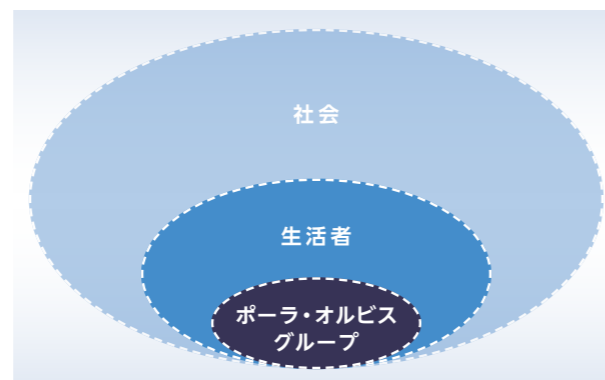 社会
生活者
ポーラ・オルビス
グループ